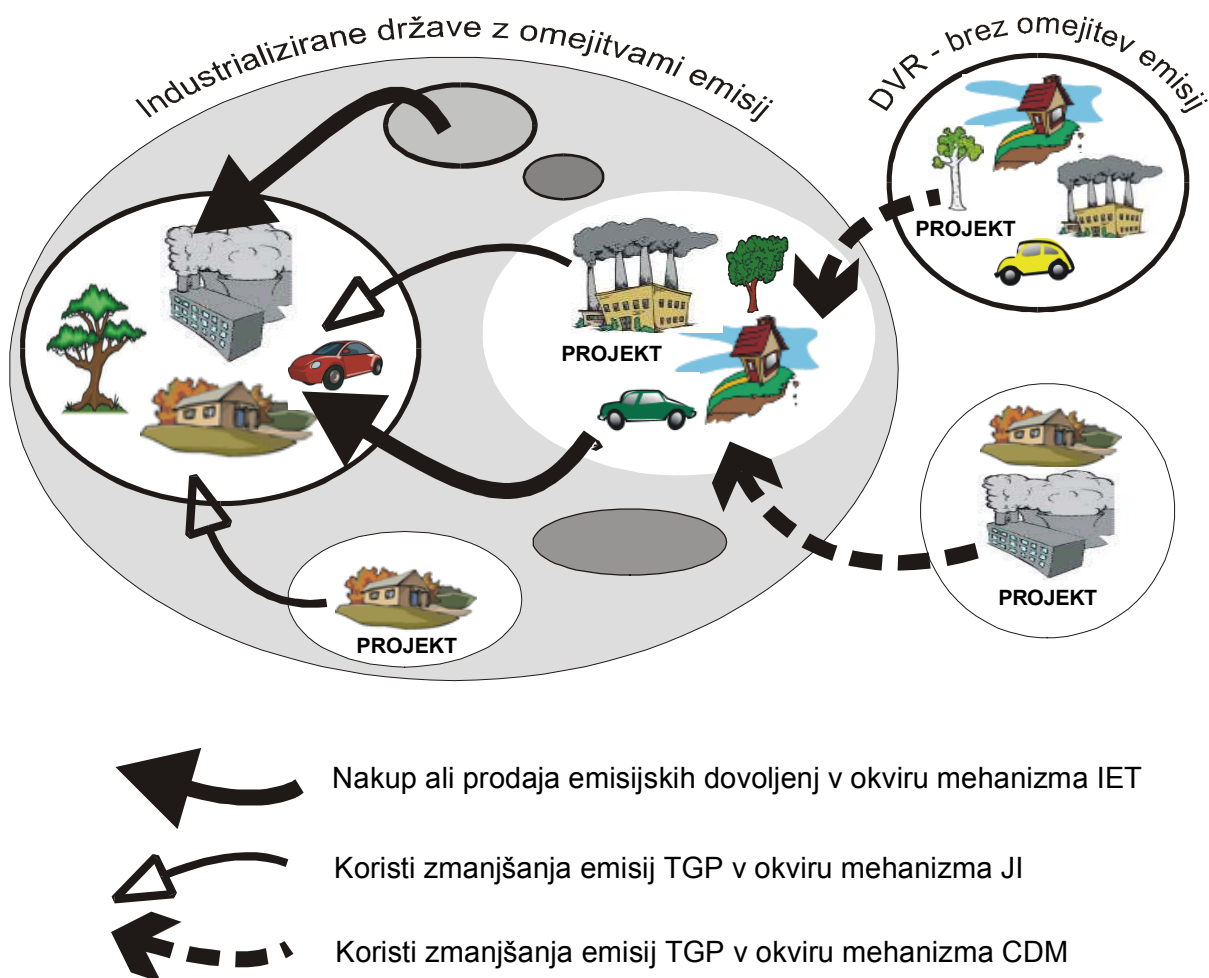 Industrializirane države z omejitvami emisij
DVR - brez omejitev emisij
PROJEKT
PROJEKT
PROJEKT
PROJEKT
Nakup ali prodaja emisijskih dovoljenj v okviru mehanizma IET
Koristi zmanjšanja emisij TGP v okviru mehanizma JI
Koristi zmanjšanja emisij TGP v okviru mehanizma CDM